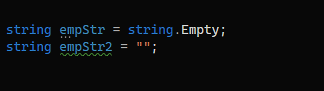 string empStr = string.Empty;
string empStr2 = "";